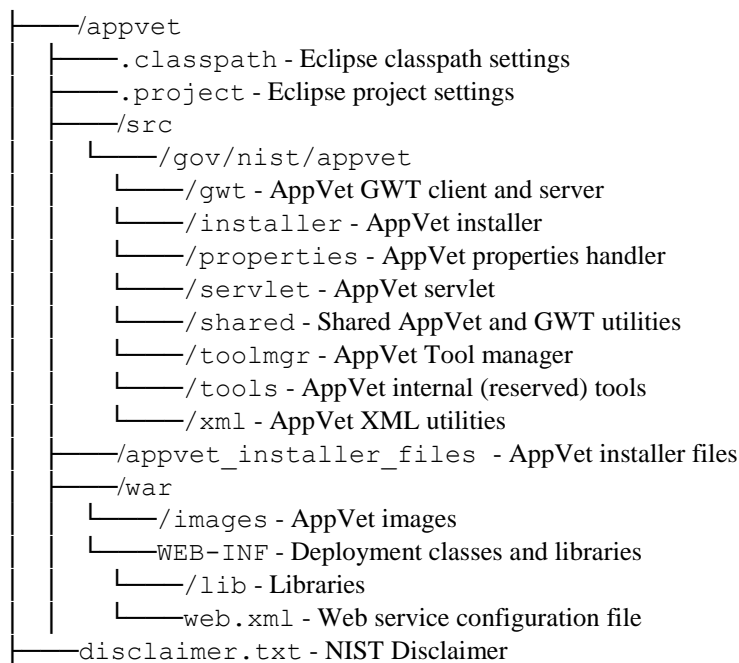 /appvet
.classpath - Eclipse classpath settings
.project - Eclipse project settings
/src
/gov/nist/appvet
/gwt - AppVet GWT client and server
/installer - AppVet installer
/properties - AppVet properties handler
/servlet - AppVet servlet
/shared - Shared AppVet and GWT utilities
/toolmgr - AppVet Tool manager
/tools - AppVet internal (reserved) tools
/xml - AppVet XML utilities
/appvet_installer_files - AppVet installer files
/war
/images - AppVet images
WEB-INF - Deployment classes and libraries
/lib - Libraries
web.xml - Web service configuration file
disclaimer.txt - NIST Disclaimer